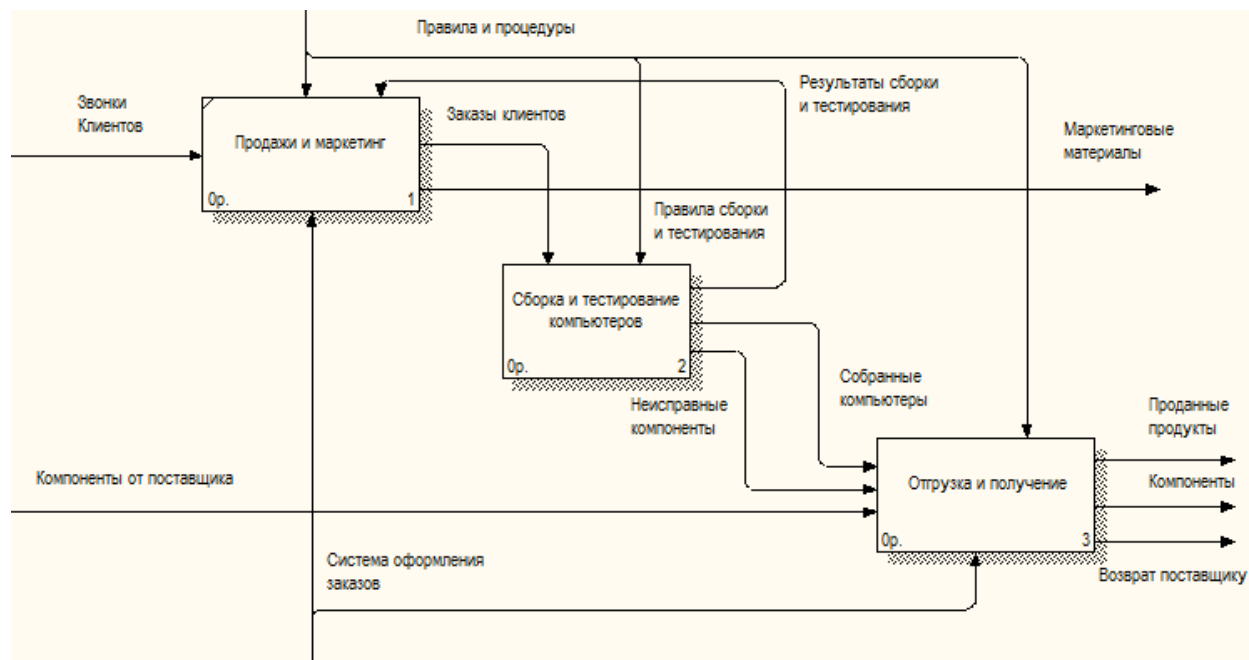 Правила и процедуры
Результаты сборки
и тестирования
Звонки
Клиентов
Заказы клиентов
Маркетинговые
материалы
Продажи и маркетинг
0р.
1
Правила сборки
и тестирования
Сборка и тестирование
компьютеров
0р.
2
Собранные
компьютеры
Неисправные
компоненты
Проданные
продукты
Компоненты от поставщика
Отгрузка и получение
Компоненты
0р.
3
Система оформления
заказов
Возврат поставщику